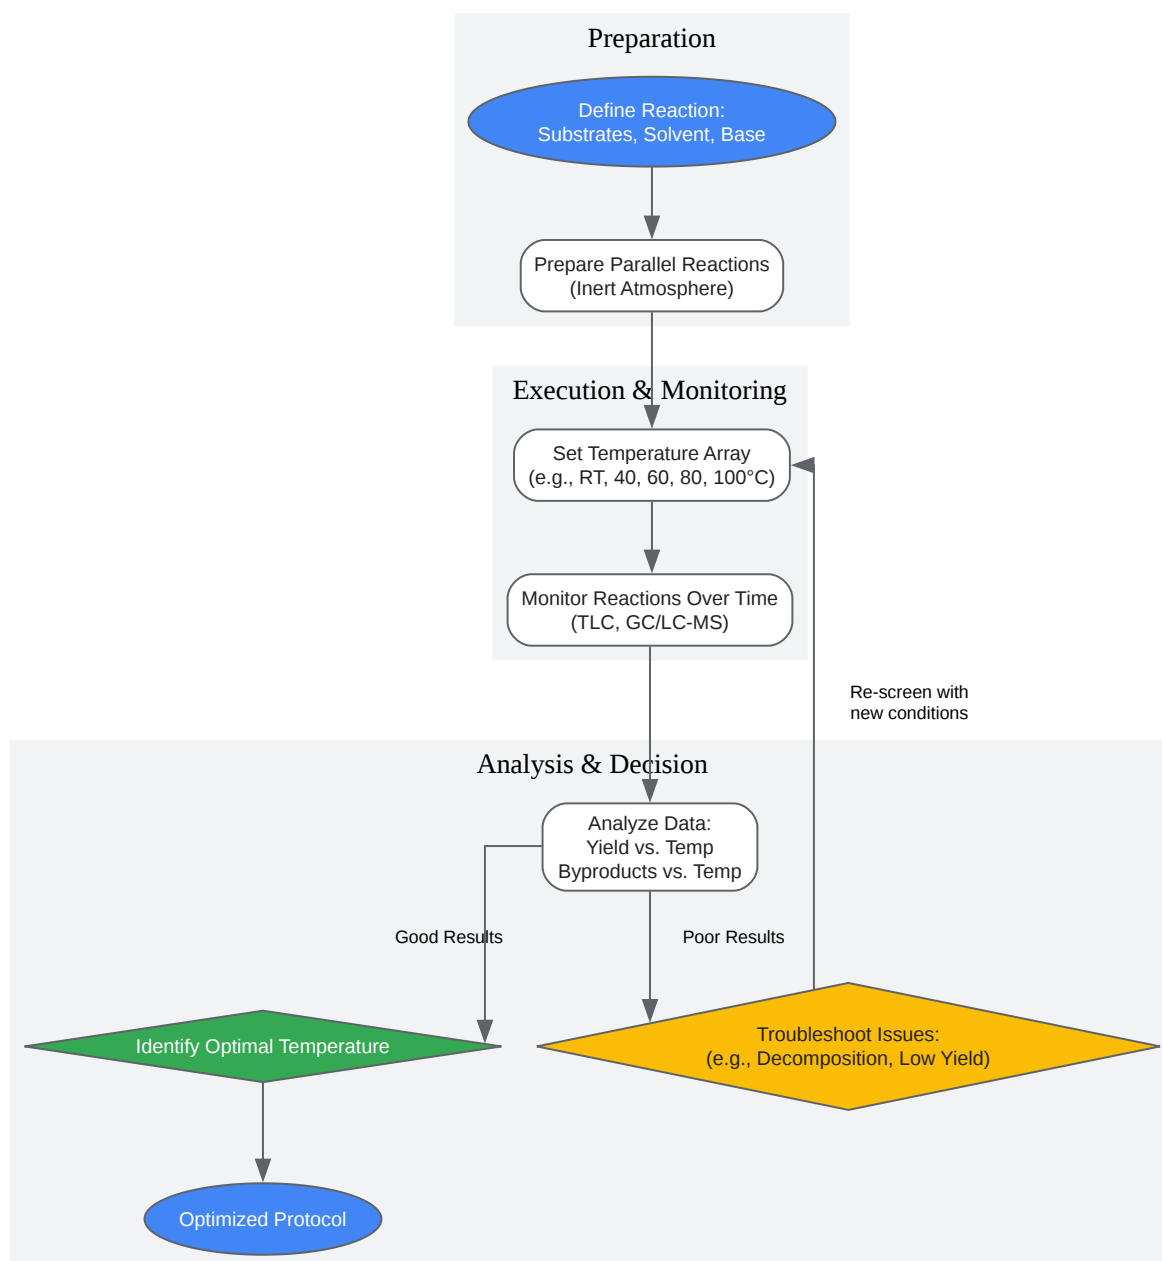 Preparation
Define Reaction:
Substrates, Solvent, Base
Prepare Parallel Reactions
(Inert Atmosphere)
Execution & Monitoring
Set Temperature Array
(e.g., RT, 40, 60, 80, 100°C)
Monitor Reactions Over Time
(TLC, GC/LC-MS)
Re-screen with
new conditions
Analysis & Decision
Analyze Data:
Yield vs. Temp
Byproducts vs. Temp
Good Results
Poor Results
Identify Optimal Temperature
Troubleshoot Issues:
(e.g., Decomposition, Low Yield)
Optimized Protocol